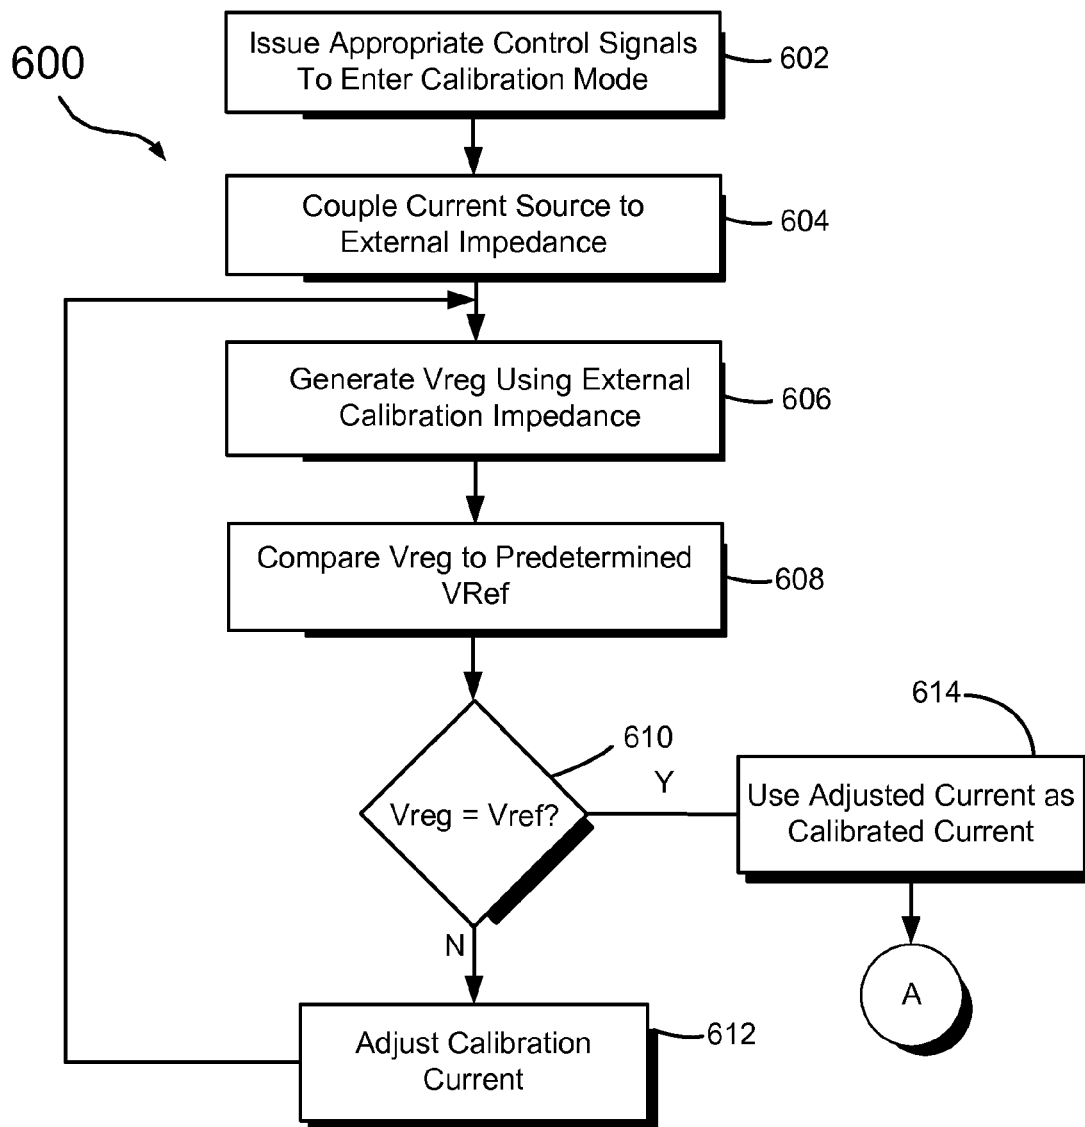 600
Issue Appropriate Control Signals
To Enter Calibration Mode
602
Couple Current Source to
External Impedance
604
Generate Vreg Using External
Calibration Impedance
606
Compare Vreg to Predetermined
VRef
608
Vreg = Vref?
610
Y
614
Use Adjusted Current as
Calibrated Current
A
N
Adjust Calibration
Current
612